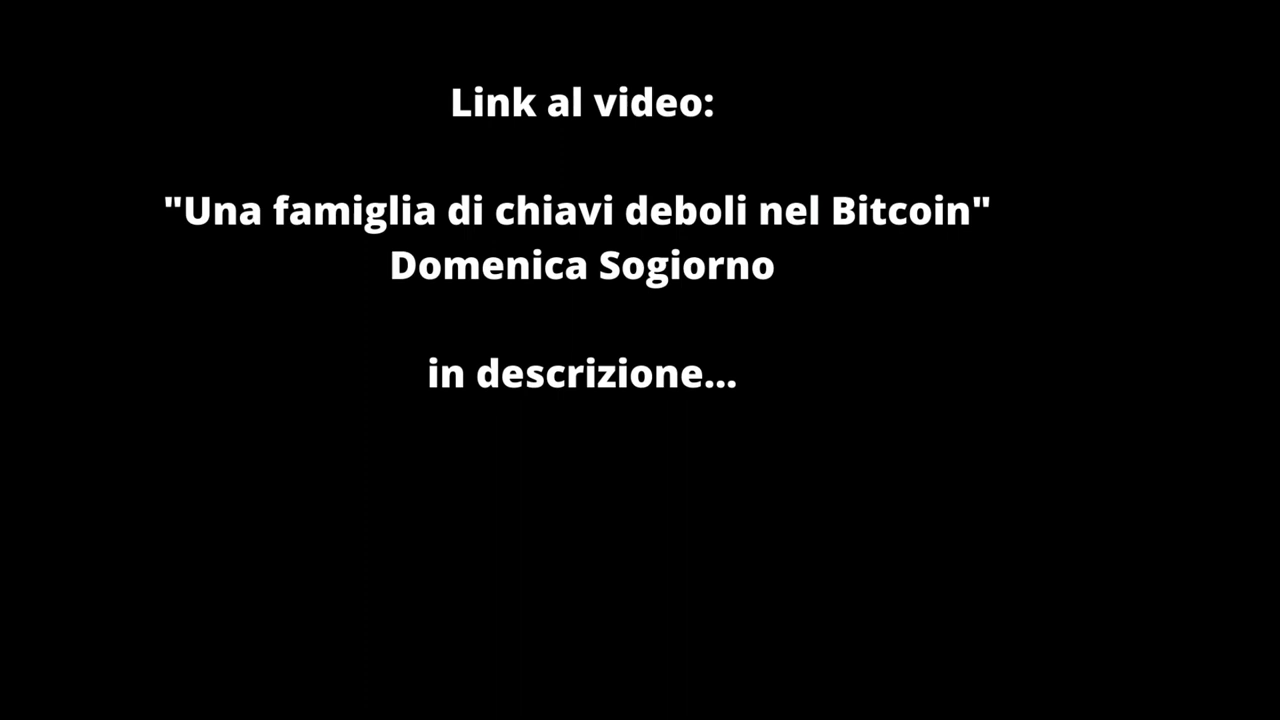 Link al video:
"Una famiglia di chiavi deboli nel Bitcoin"
Domenica Sogiorno
in descrizione...